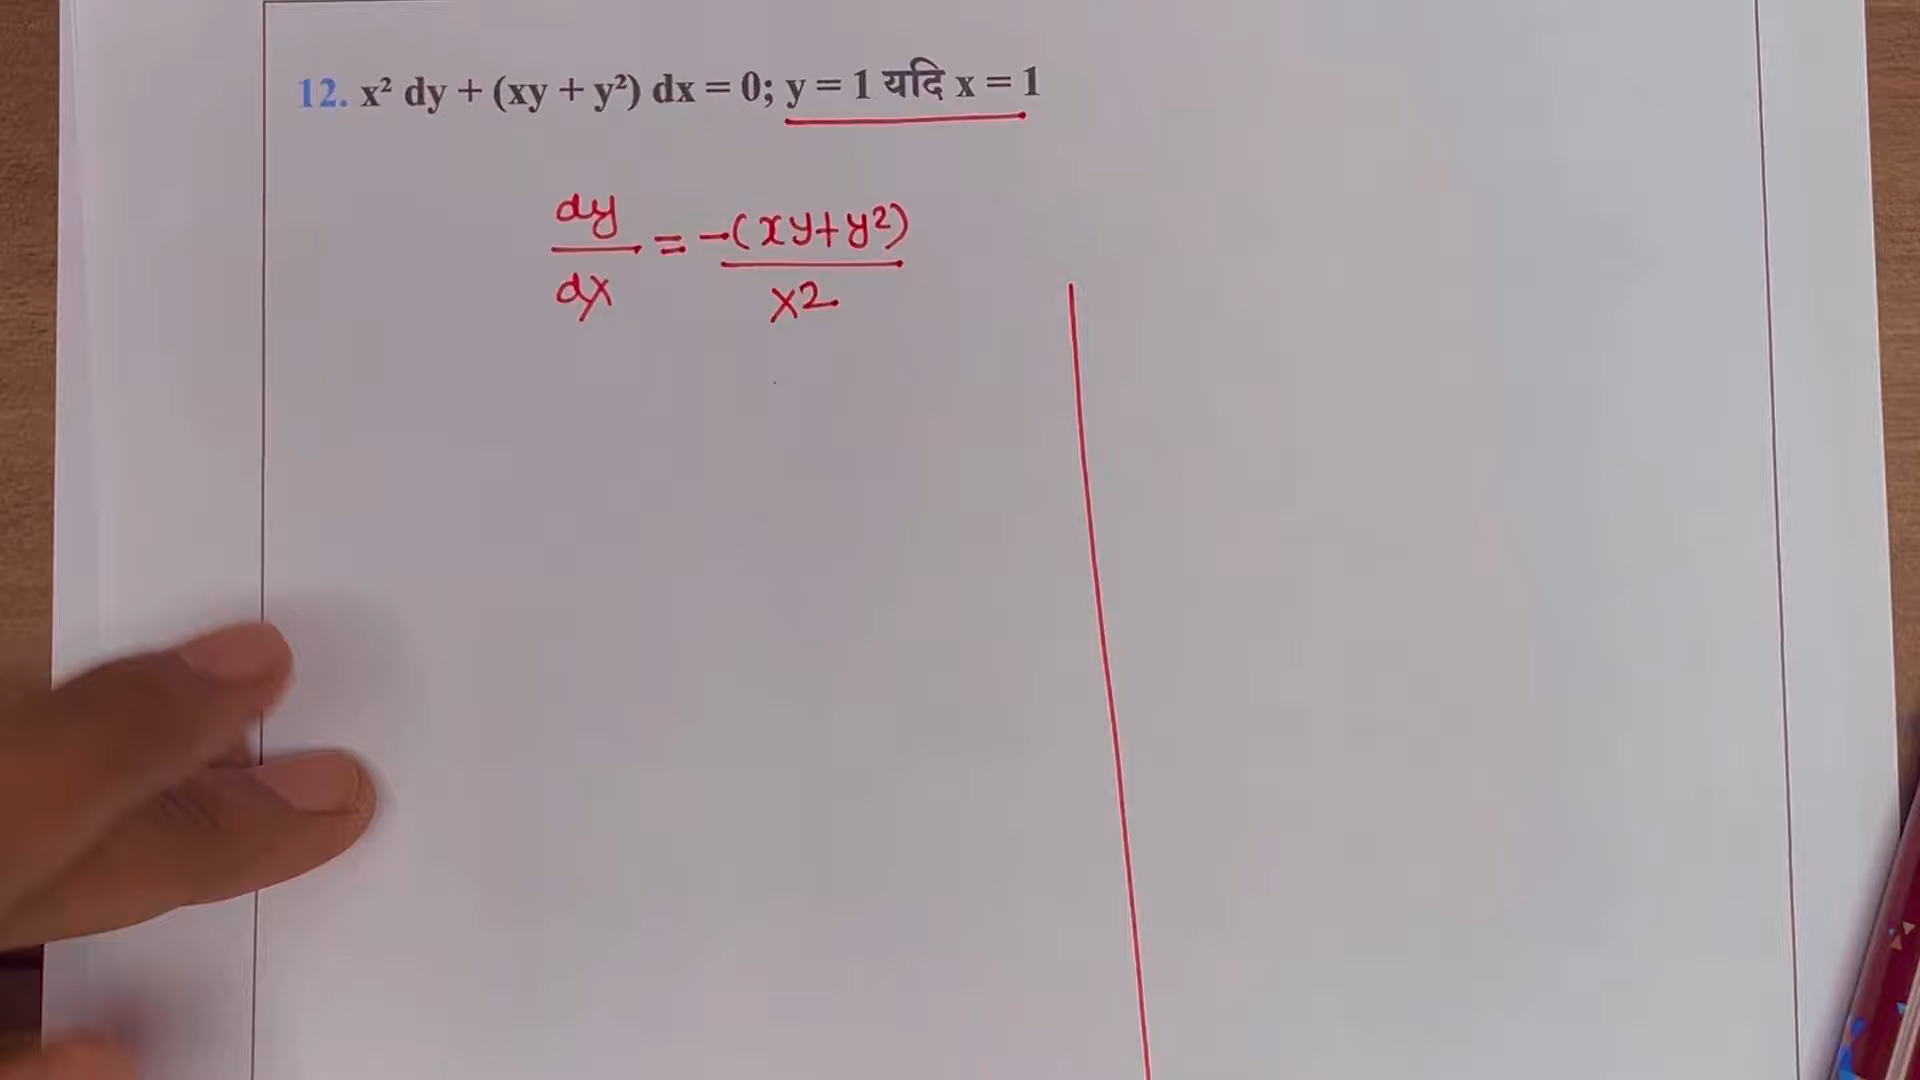 12. x² dy + (xy + y²) dx = 0; y = 1 यदि x = 1
dy/dx = -(xy+y2)/x2